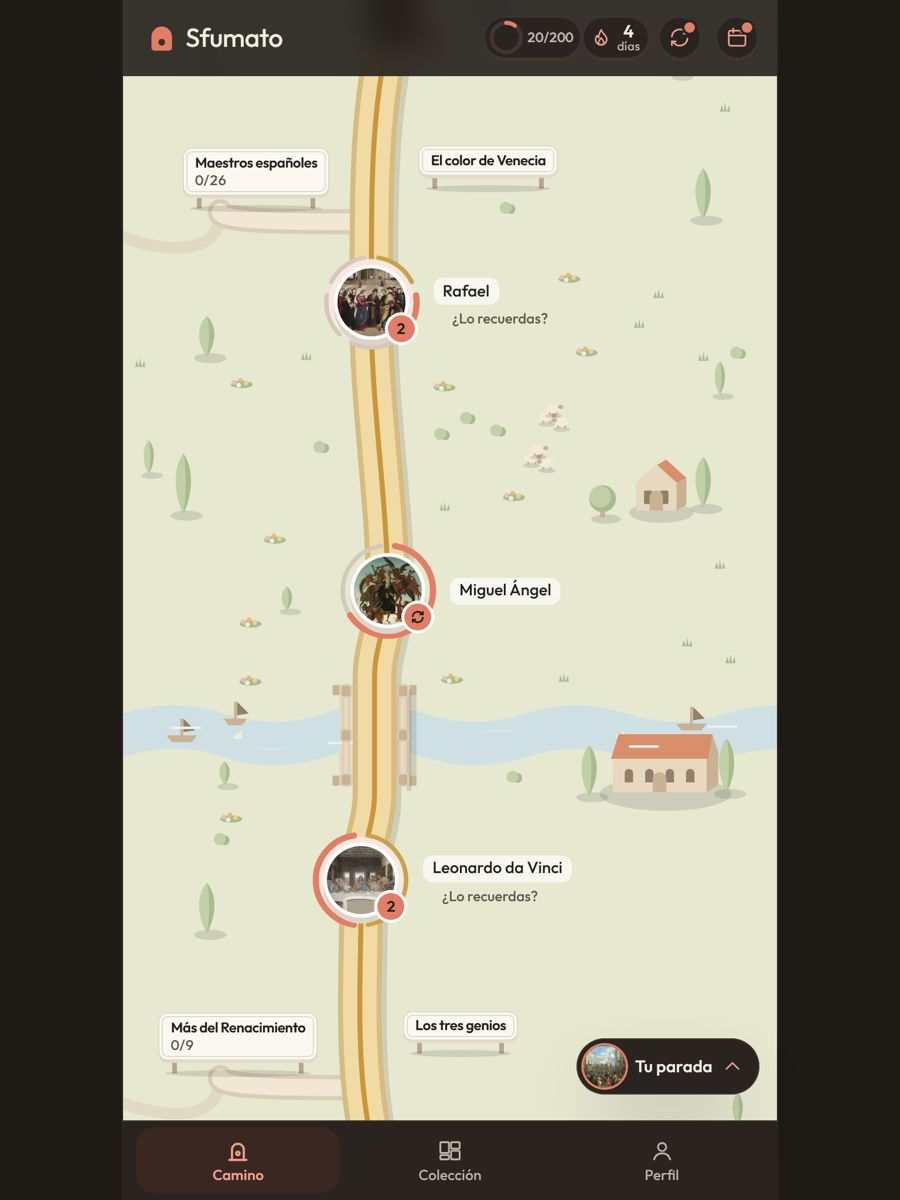 Sfumato
20/200
4
días
Maestros españoles
0/26
El color de Venecia
Rafael
¿Lo recuerdas?
2
Miguel Ángel
Leonardo da Vinci
¿Lo recuerdas?
2
Más del Renacimiento
0/9
Los tres genios
Tu parada
Camino
Colección
Perfil